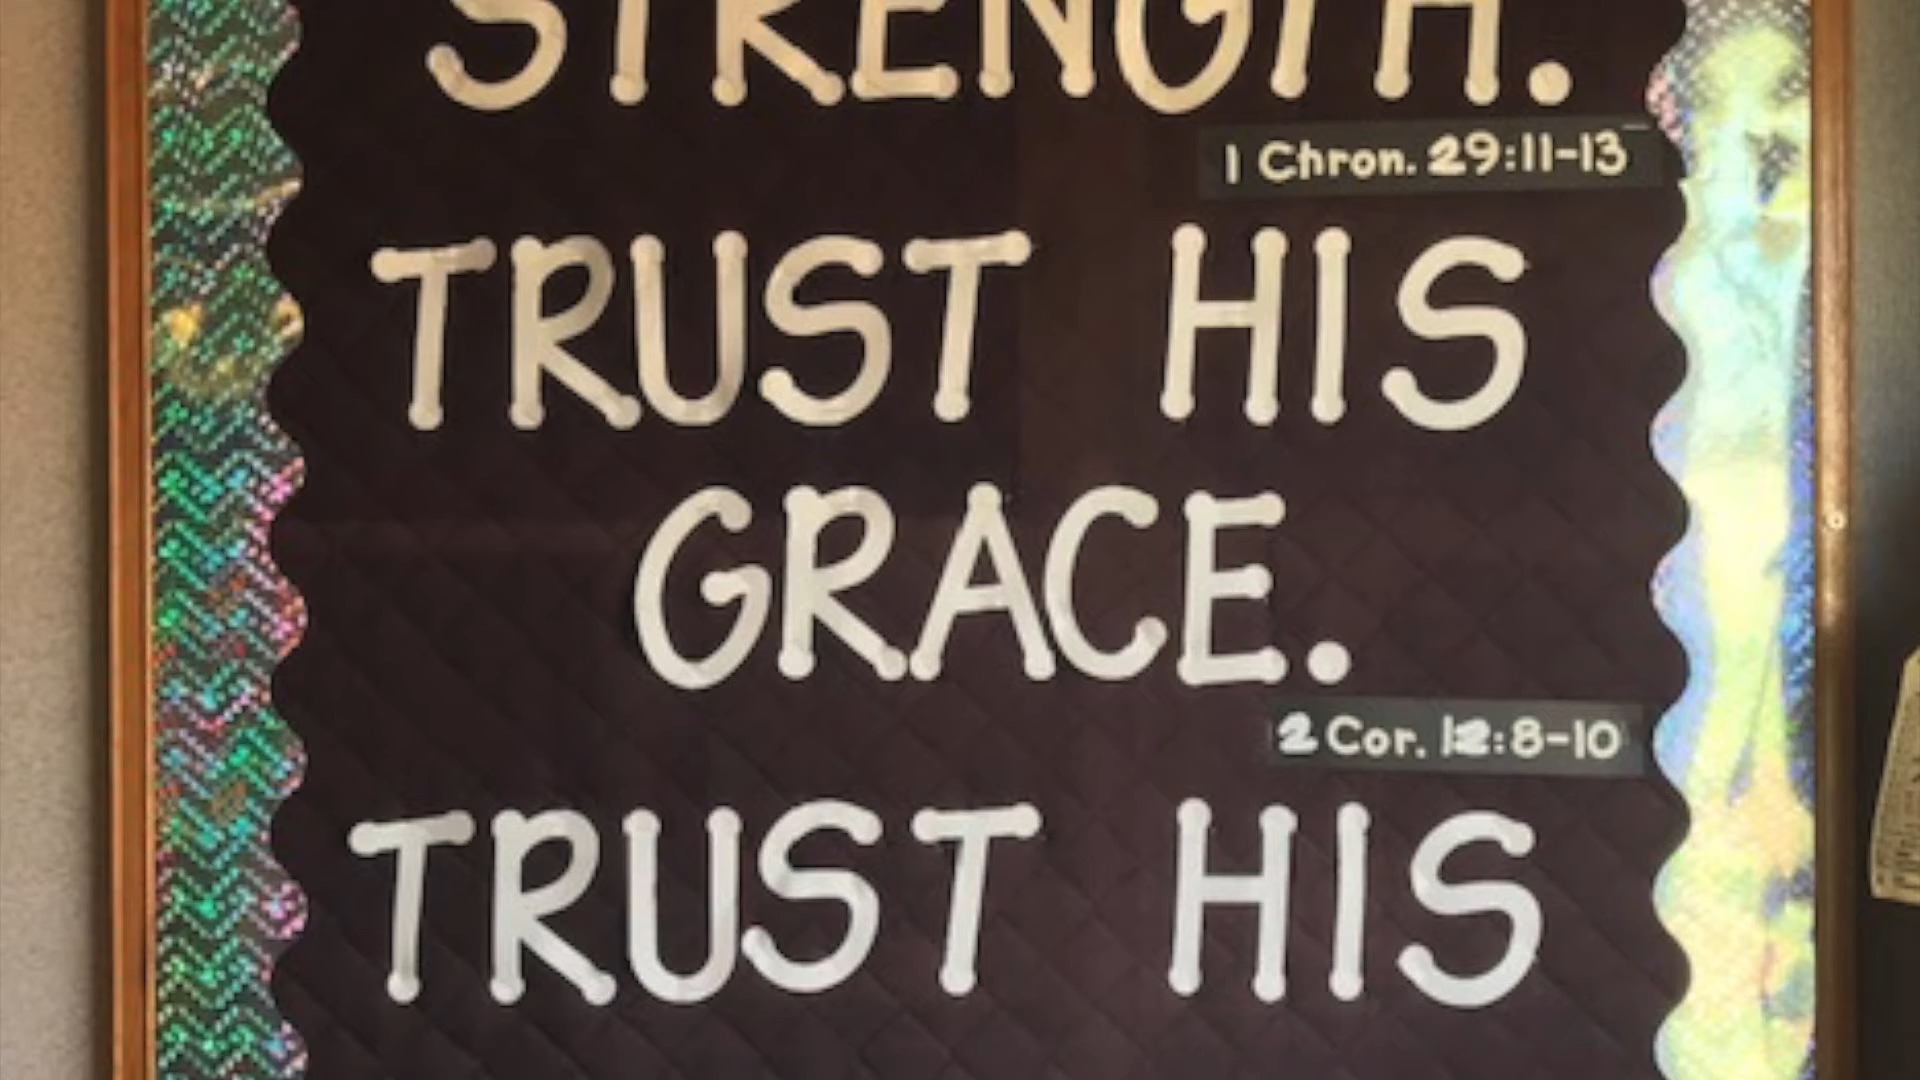 STRENGTH.
1 Chron. 29:11-13
TRUST HIS
GRACE.
2 Cor. 12:8-10
TRUST HIS